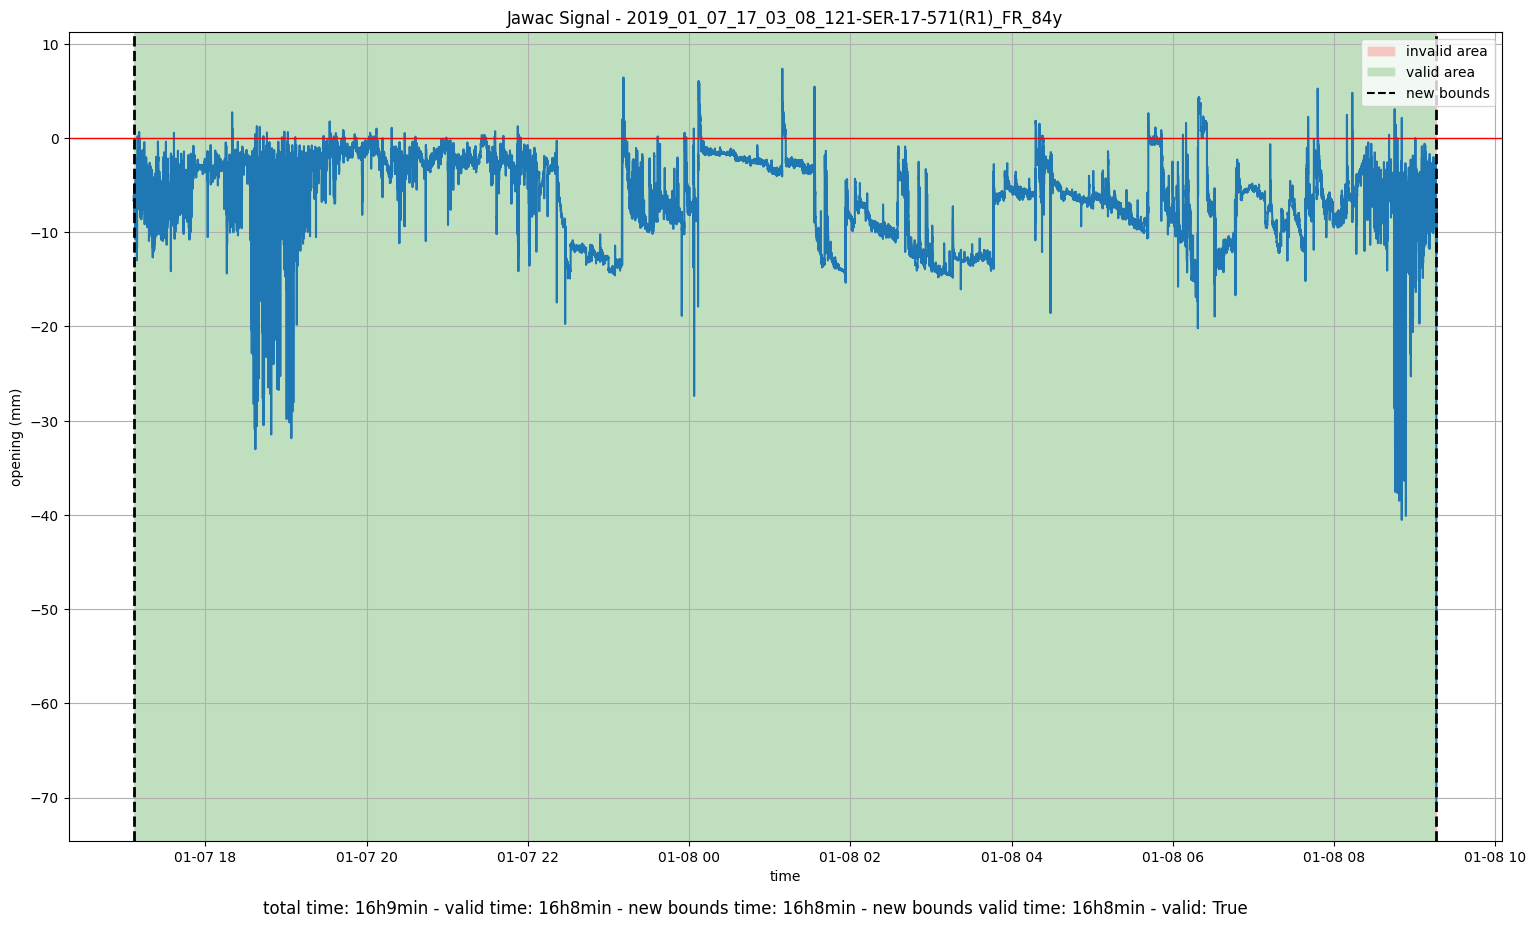 Jawac Signal - 2019_01_07_17_03_08_121-SER-17-571(R1)_FR_84y
invalid area
valid area
new bounds
10
0
−10
−20
−30
−40
−50
−60
−70
opening (mm)
01-07 18
01-07 20
01-07 22
01-08 00
01-08 02
01-08 04
01-08 06
01-08 08
01-08 10
time
total time: 16h9min - valid time: 16h8min - new bounds time: 16h8min - new bounds valid time: 16h8min - valid: True